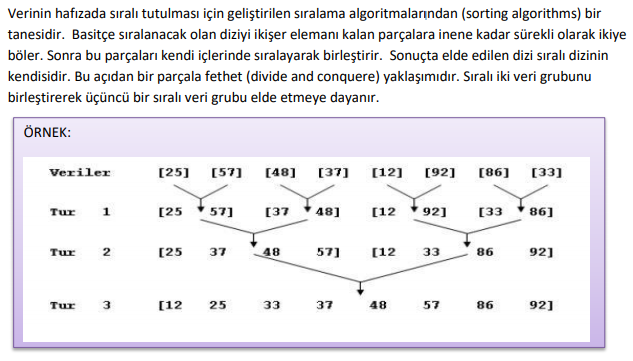 Verinin hafızada sıralı tutulması için geliştirilen sıralama algoritmalarından (sorting algorithms) bir
tanesidir. Basitçe sıralanacak olan diziyi ikişer elemanı kalan parçalara inene kadar sürekli olarak ikiye
böler. Sonra bu parçaları kendi içlerinde sıralayarak birleştirir. Sonuçta elde edilen dizi sıralı dizinin
kendisidir. Bu açıdan bir parçala fethet (divide and conquere) yaklaşımıdır. Sıralı iki veri grubunu
birleştirerek üçüncü bir sıralı veri grubu elde etmeye dayanır.
ÖRNEK:
Veriler [25] [57] [48] [37] [12] [92] [86] [33]
Tur 1 [25 57] [37 48] [12 92] [33 86]
Tur 2 [25 37 48 57] [12 33 86 92]
Tur 3 [12 25 33 37 48 57 86 92]